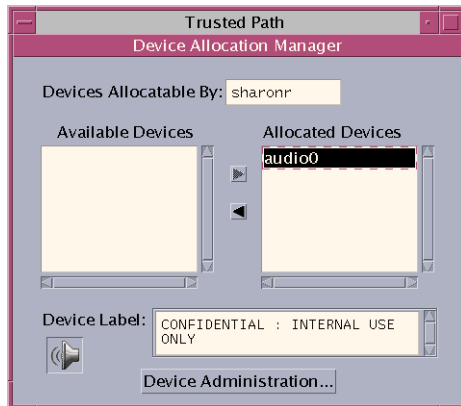 Trusted Path
Device Allocation Manager
Devices Allocatable By: sharonr
Available Devices Allocated Devices
audio0
Device Label: CONFIDENTIAL : INTERNAL USE
ONLY
Device Administration...